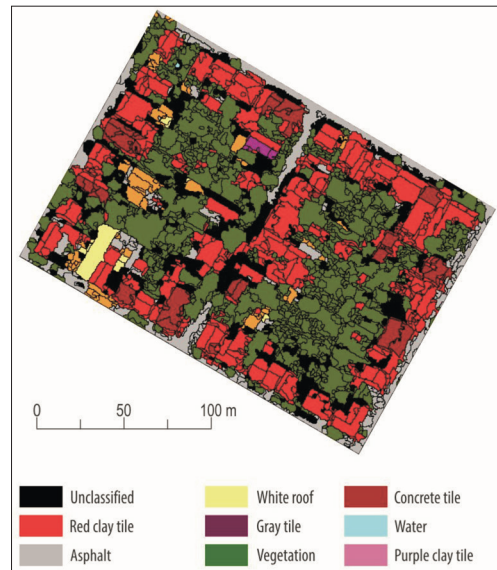 0 50 100 m
Unclassified White roof Concrete tile
Red clay tile Gray tile Water
Asphalt Vegetation Purple clay tile